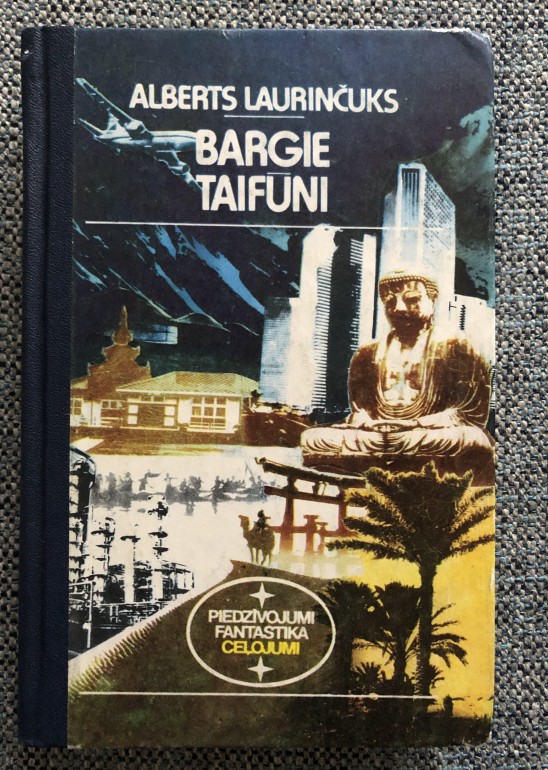 ALBERTS LAURINČUKS
BARGIE
TAIFŪNI
PIEDZĪVOJUMI
FANTASTIKA
CEĻOJUMI